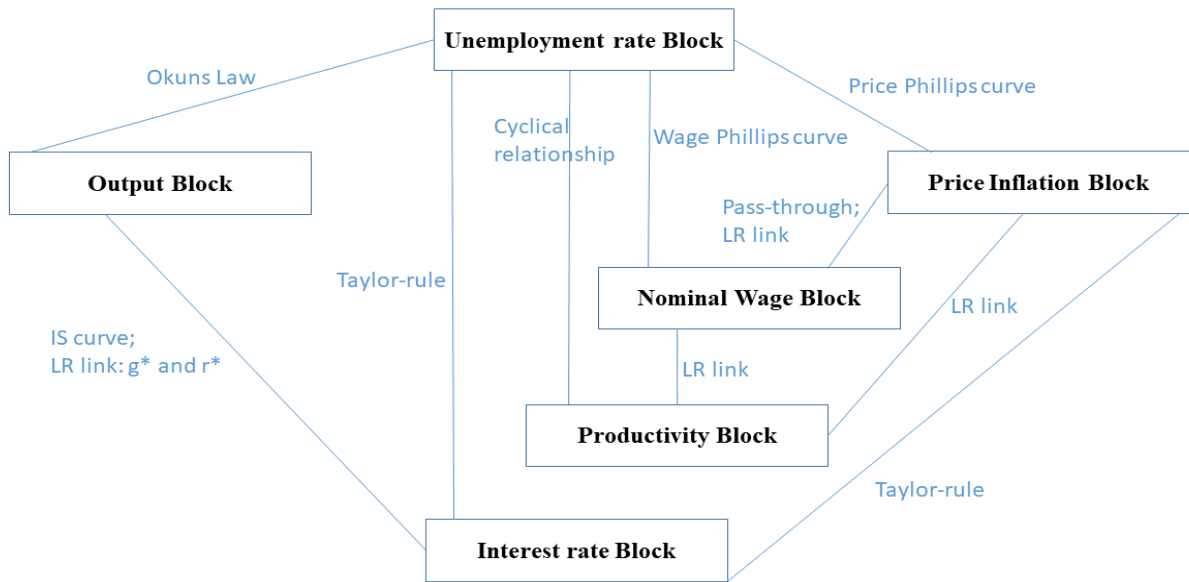 Unemployment rate Block
Okuns Law
Price Phillips curve
Cyclical
relationship
Wage Phillips curve
Output Block
Price Inflation Block
Pass-through;
LR link
Taylor-rule
Nominal Wage Block
LR link
IS curve;
LR link: g* and r*
LR link
Productivity Block
Taylor-rule
Interest rate Block